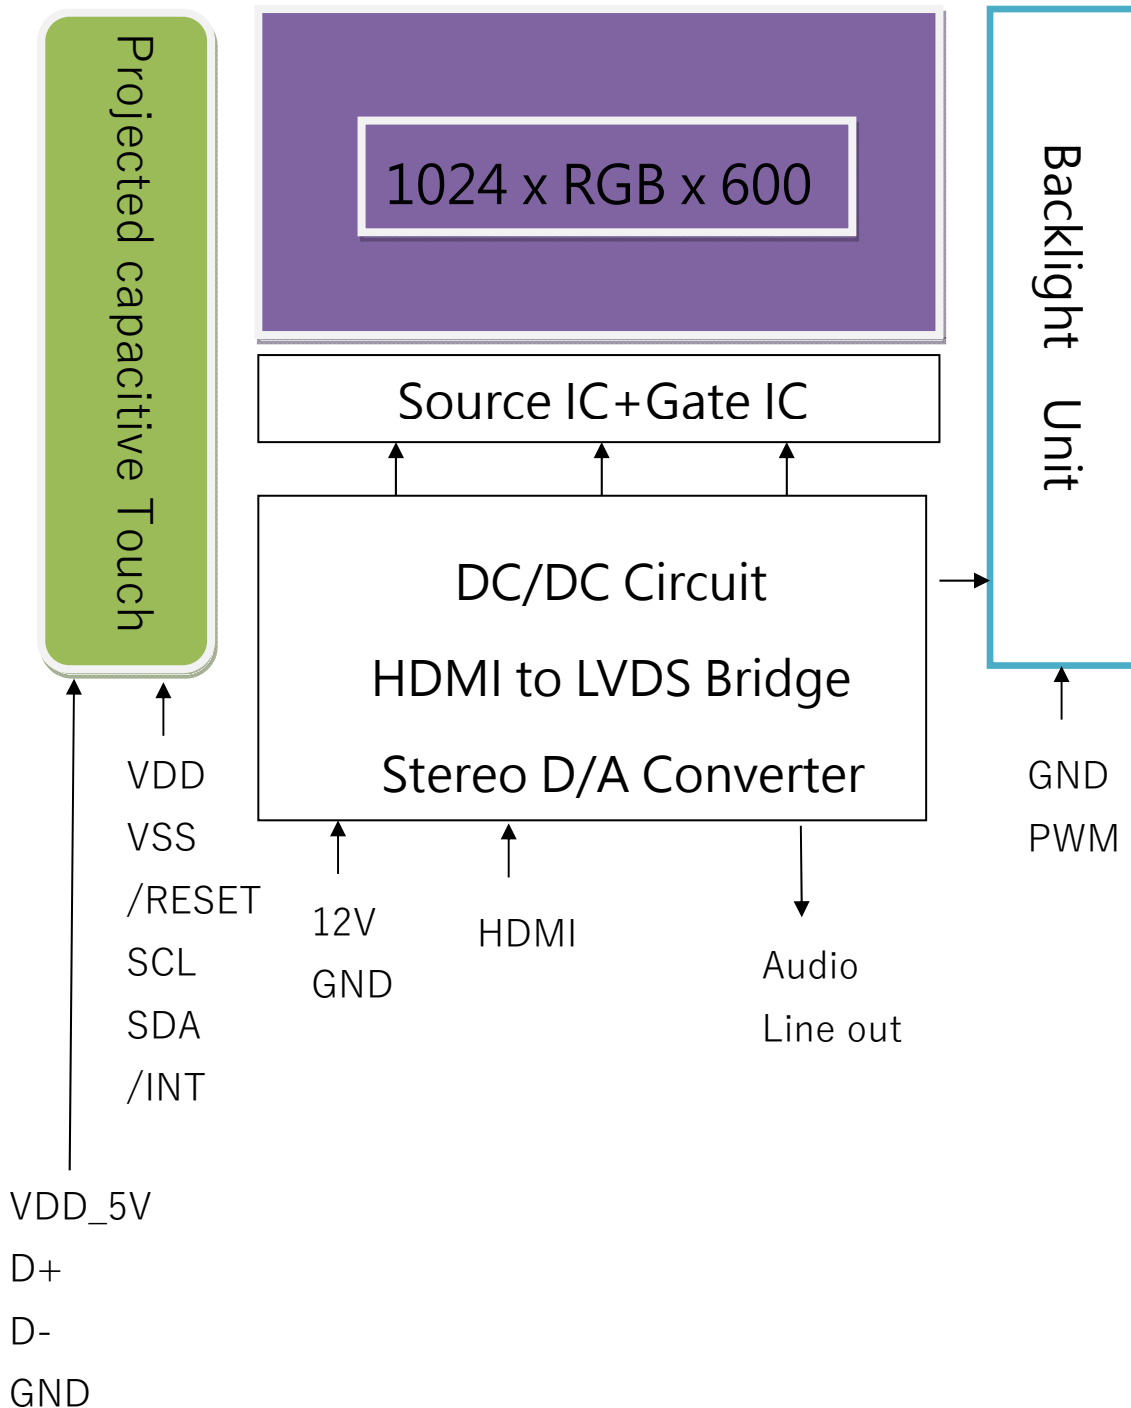 Projected capacitive Touch
1024 x RGB x 600
Backlight Unit
Source IC+Gate IC
DC/DC Circuit
HDMI to LVDS Bridge
Stereo D/A Converter
VDD
VSS
/RESET
SCL
SDA
/INT
12V
GND
HDMI
Audio
Line out
GND
PWM
VDD_5V
D+
D-
GND